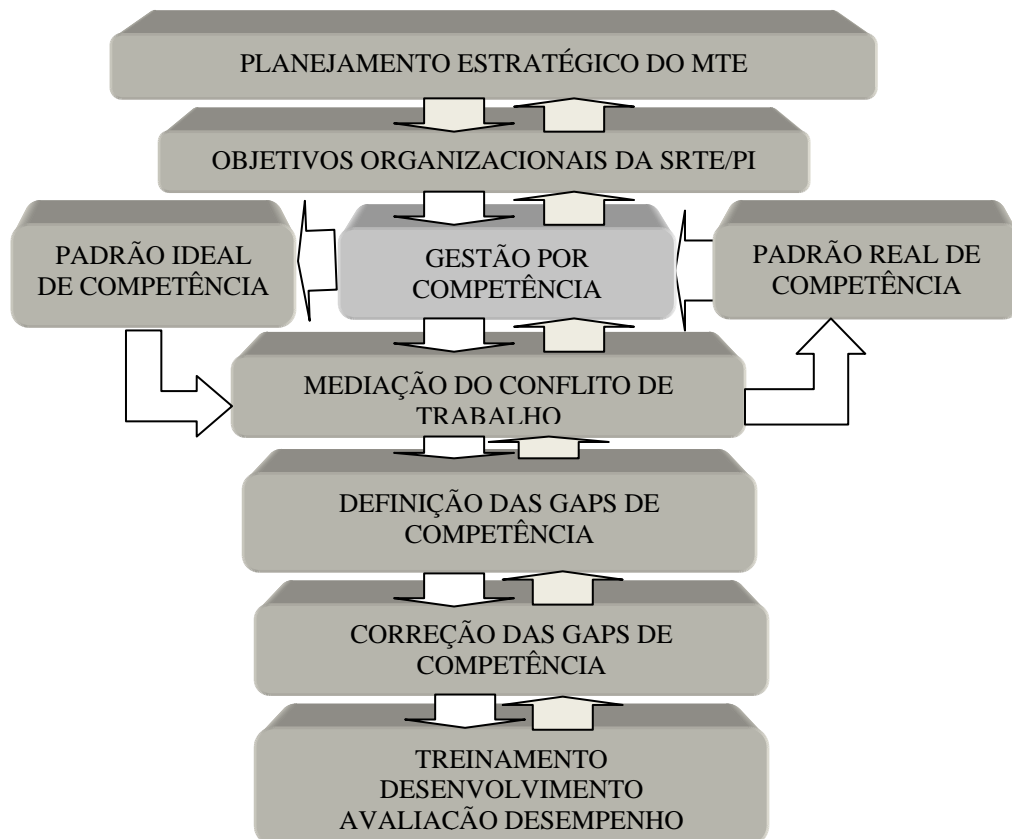 PLANEJAMENTO ESTRATÉGICO DO MTE
OBJETIVOS ORGANIZACIONAIS DA SRTE/PI
PADRÃO IDEAL
DE COMPETÊNCIA
GESTÃO POR
COMPETÊNCIA
PADRÃO REAL DE
COMPETÊNCIA
MEDIAÇÃO DO CONFLITO DE
TRABALHO
DEFINIÇÃO DAS GAPS DE
COMPETÊNCIA
CORREÇÃO DAS GAPS DE
COMPETÊNCIA
TREINAMENTO
DESENVOLVIMENTO
AVALIAÇÃO DESEMPENHO